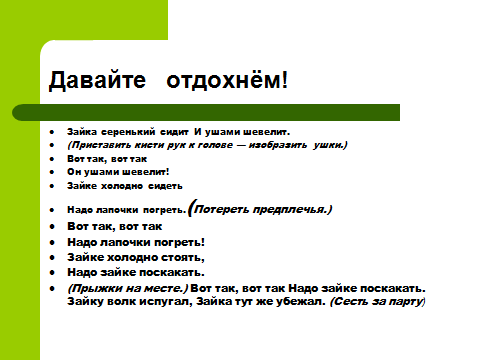 Давайте отдохнём!
Зайка серенький сидит И ушами шевелит.
(Приставить кисти рук к голове — изобразить ушки.)
Вот так, вот так
Он ушами шевелит!
Зайке холодно сидеть
Надо лапочки погреть. (Потереть предплечья.)
Вот так, вот так
Надо лапочки погреть!
Зайке холодно стоять,
Надо зайке поскакать.
(Прыжки на месте.) Вот так, вот так Надо зайке поскакать.
Зайку волк испугал, Зайка тут же убежал. (Сесть за парту)